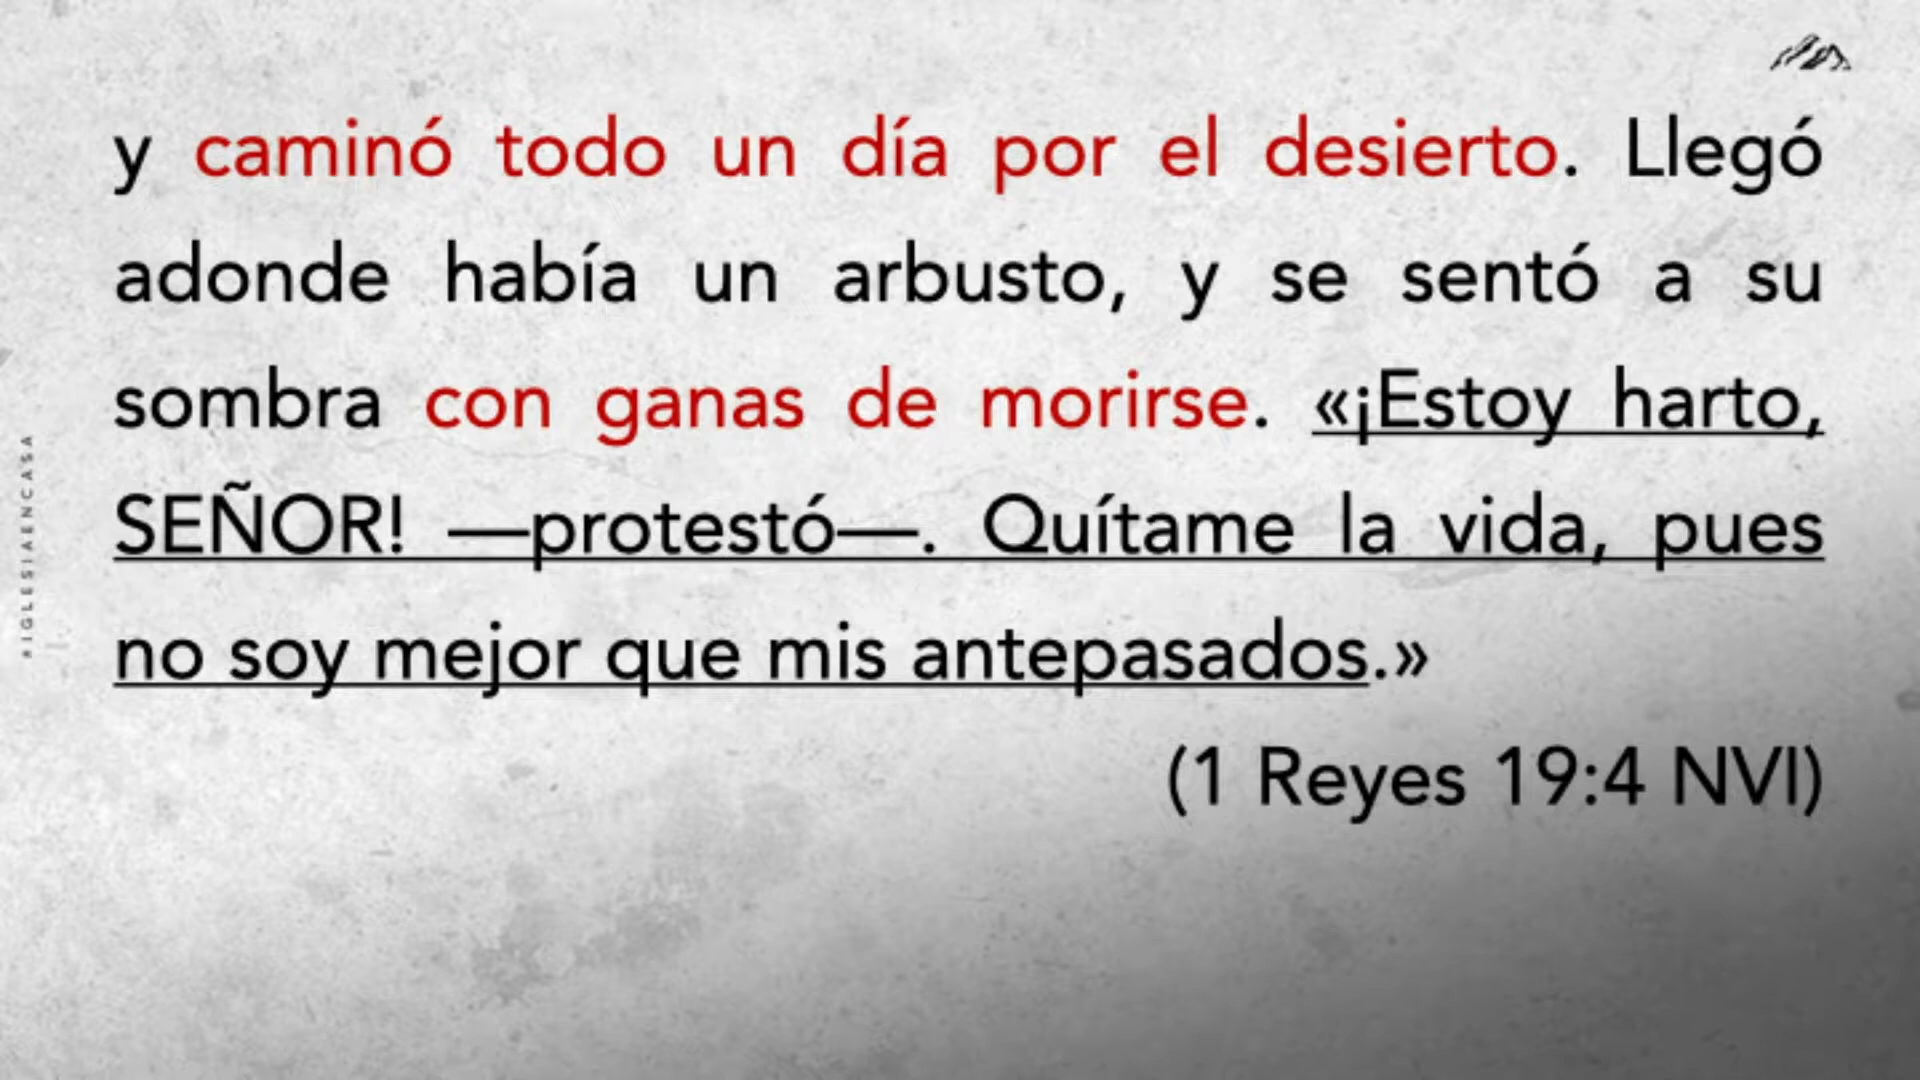 y caminó todo un día por el desierto. Llegó
adonde había un arbusto, y se sentó a su
sombra con ganas de morirse. «¡Estoy harto,
SEÑOR! —protestó—. Quítame la vida, pues
no soy mejor que mis antepasados.»
(1 Reyes 19:4 NVI)
#IGLESIAENCASA